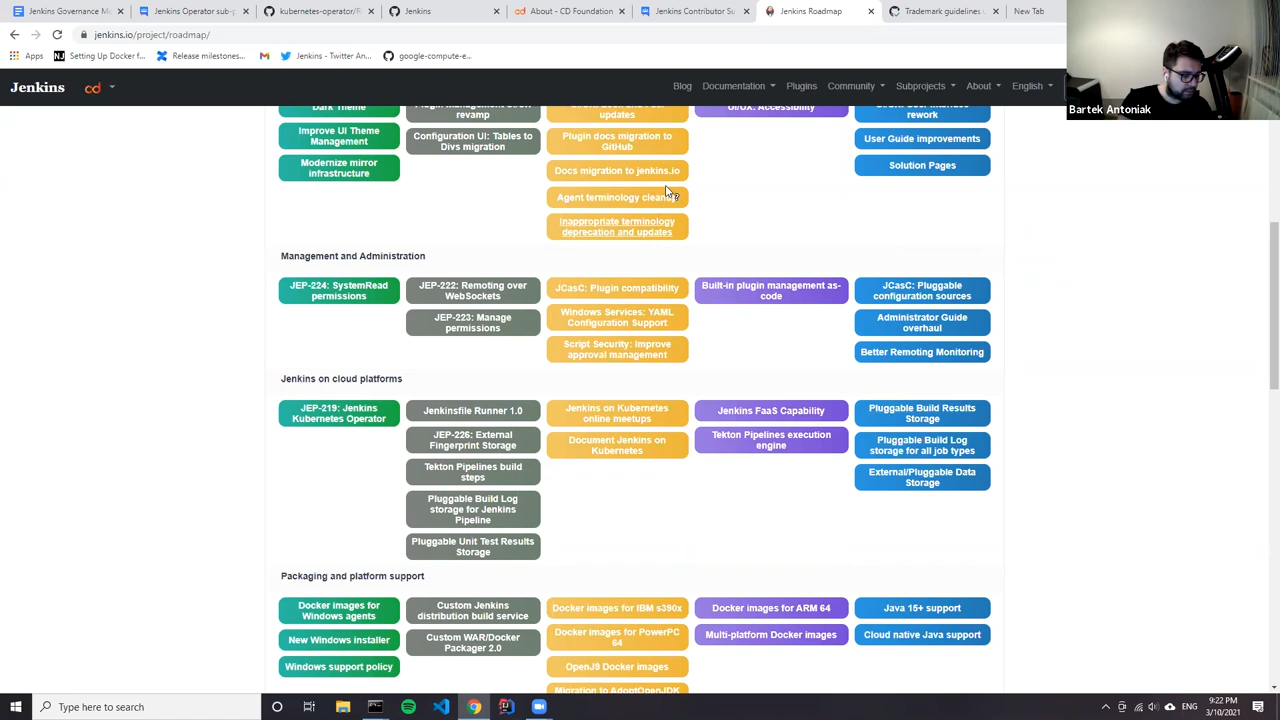 Jenkins Governance M
Jenkins Operator sub-p
kubernetes-operator/R
Jenkins
About - CD Foundation
Jenkins Contributor Su
Jenkins Roadmap
Trademark guidelines
New Tab
jenkins.io/project/roadmap/
Apps
Setting Up Docker f...
Release milestones...
Jenkins - Twitter An...
google-compute-e...
Bartek Antoniak
Jenkins
cd
Blog
Documentation
Plugins
Community
Subprojects
About
English
Dark Theme
revamp
updates
UI/UX: Accessibility
rework
Improve UI Theme
Management
Configuration UI: Tables to
Divs migration
Plugin docs migration to
GitHub
User Guide improvements
Modernize mirror
infrastructure
Docs migration to jenkins.io
Solution Pages
Agent terminology cleanup
Inappropriate terminology
deprecation and updates
Management and Administration
JEP-224: SystemRead
permissions
JEP-222: Remoting over
WebSockets
JCasC: Plugin compatibility
Built-in plugin management as-
code
JCasC: Pluggable
configuration sources
JEP-223: Manage
permissions
Windows Services: YAML
Configuration Support
Administrator Guide
overhaul
Script Security: Improve
approval management
Better Remoting Monitoring
Jenkins on cloud platforms
JEP-219: Jenkins
Kubernetes Operator
Jenkinsfile Runner 1.0
Jenkins on Kubernetes
online meetups
Jenkins FaaS Capability
Pluggable Build Results
Storage
JEP-226: External
Fingerprint Storage
Document Jenkins on
Kubernetes
Tekton Pipelines execution
engine
Pluggable Build Log
storage for all job types
Tekton Pipelines build
steps
External/Pluggable Data
Storage
Pluggable Build Log
storage for Jenkins
Pipeline
Pluggable Unit Test Results
Storage
Packaging and platform support
Docker images for
Windows agents
Custom Jenkins
distribution build service
Docker images for IBM s390x
Docker images for ARM 64
Java 15+ support
New Windows installer
Custom WAR/Docker
Packager 2.0
Docker images for PowerPC
64
Multi-platform Docker images
Cloud native Java support
Windows support policy
OpenJ9 Docker images
Migration to AdoptOpenJDK
Type here to search
ENG
9:22 PM
3/10/2021